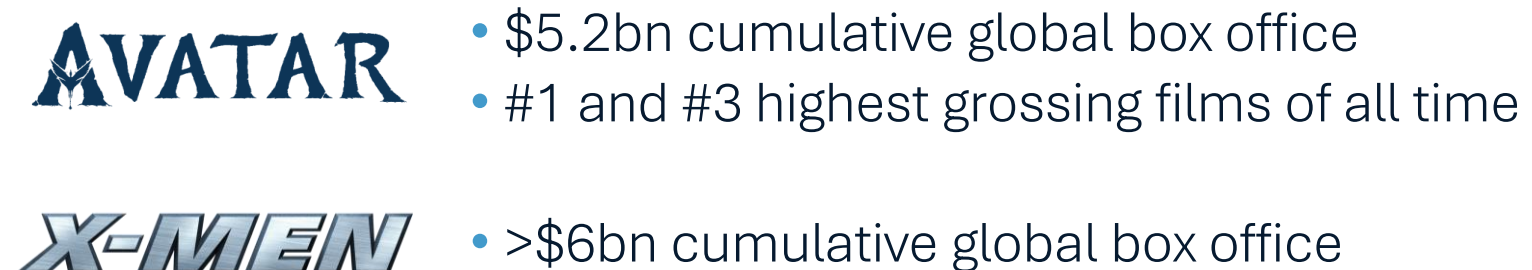 AVATAR
• $5.2bn cumulative global box office
• #1 and #3 highest grossing films of all time
X-MEN
• >$6bn cumulative global box office